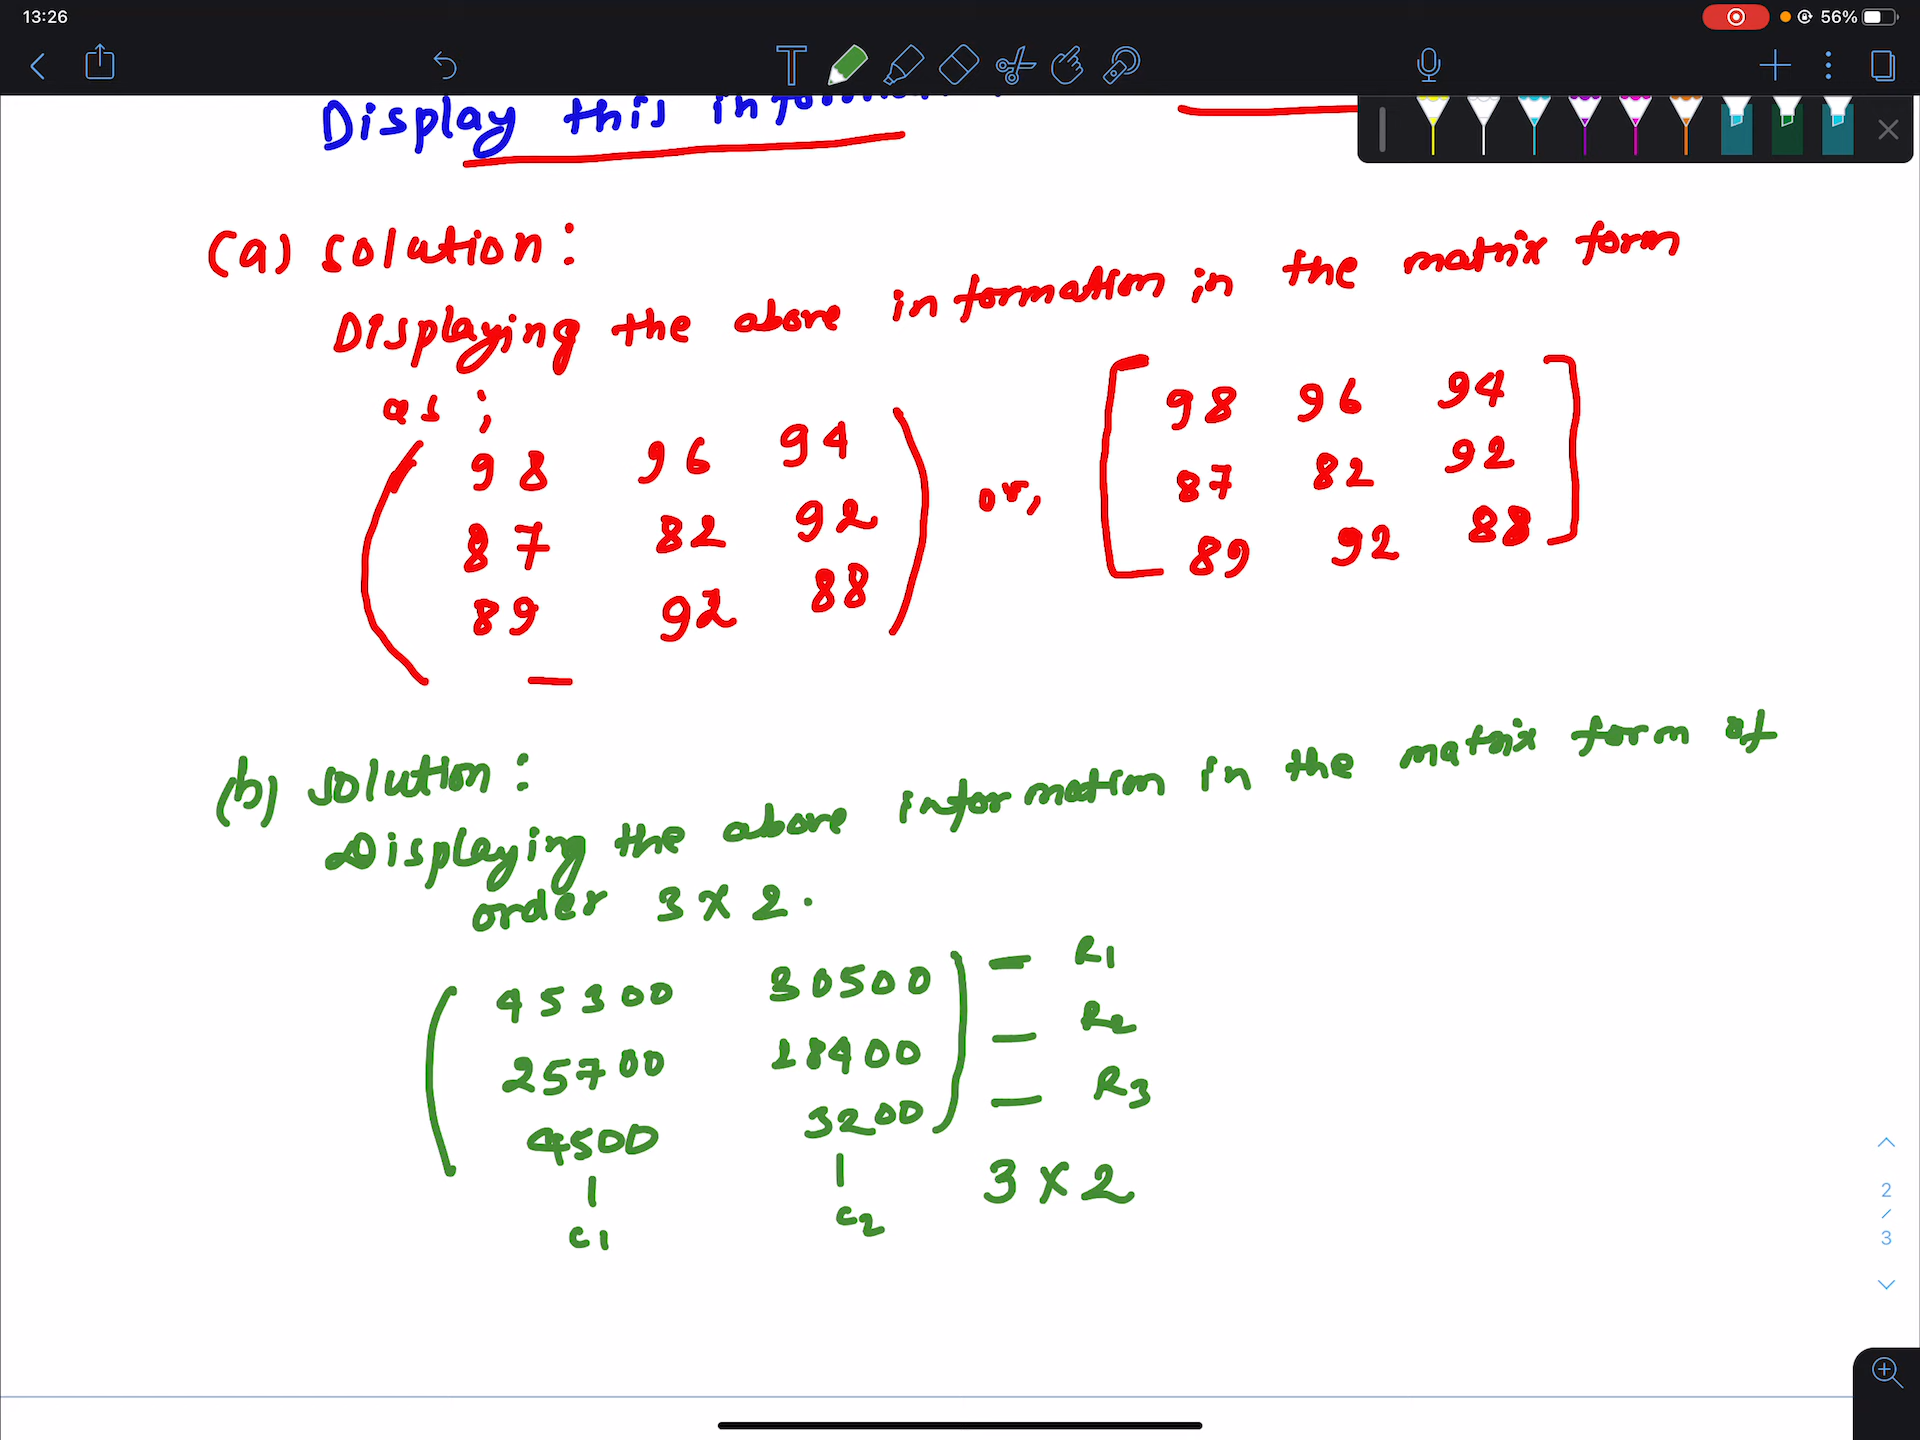 13:26
56%
Display this
(a) Solution:
Displaying the above information in the matrix form
as;
98 96 94
87 82 92
89 92 88
or,
98 96 94
87 82 92
89 92 88
(b) Solution:
Displaying the above information in the matrix form of
order 3 x 2.
45300 30500 — R1
25700 18400 — R2
4500 3200 — R3
C1 C2 3 x 2
2
/
3